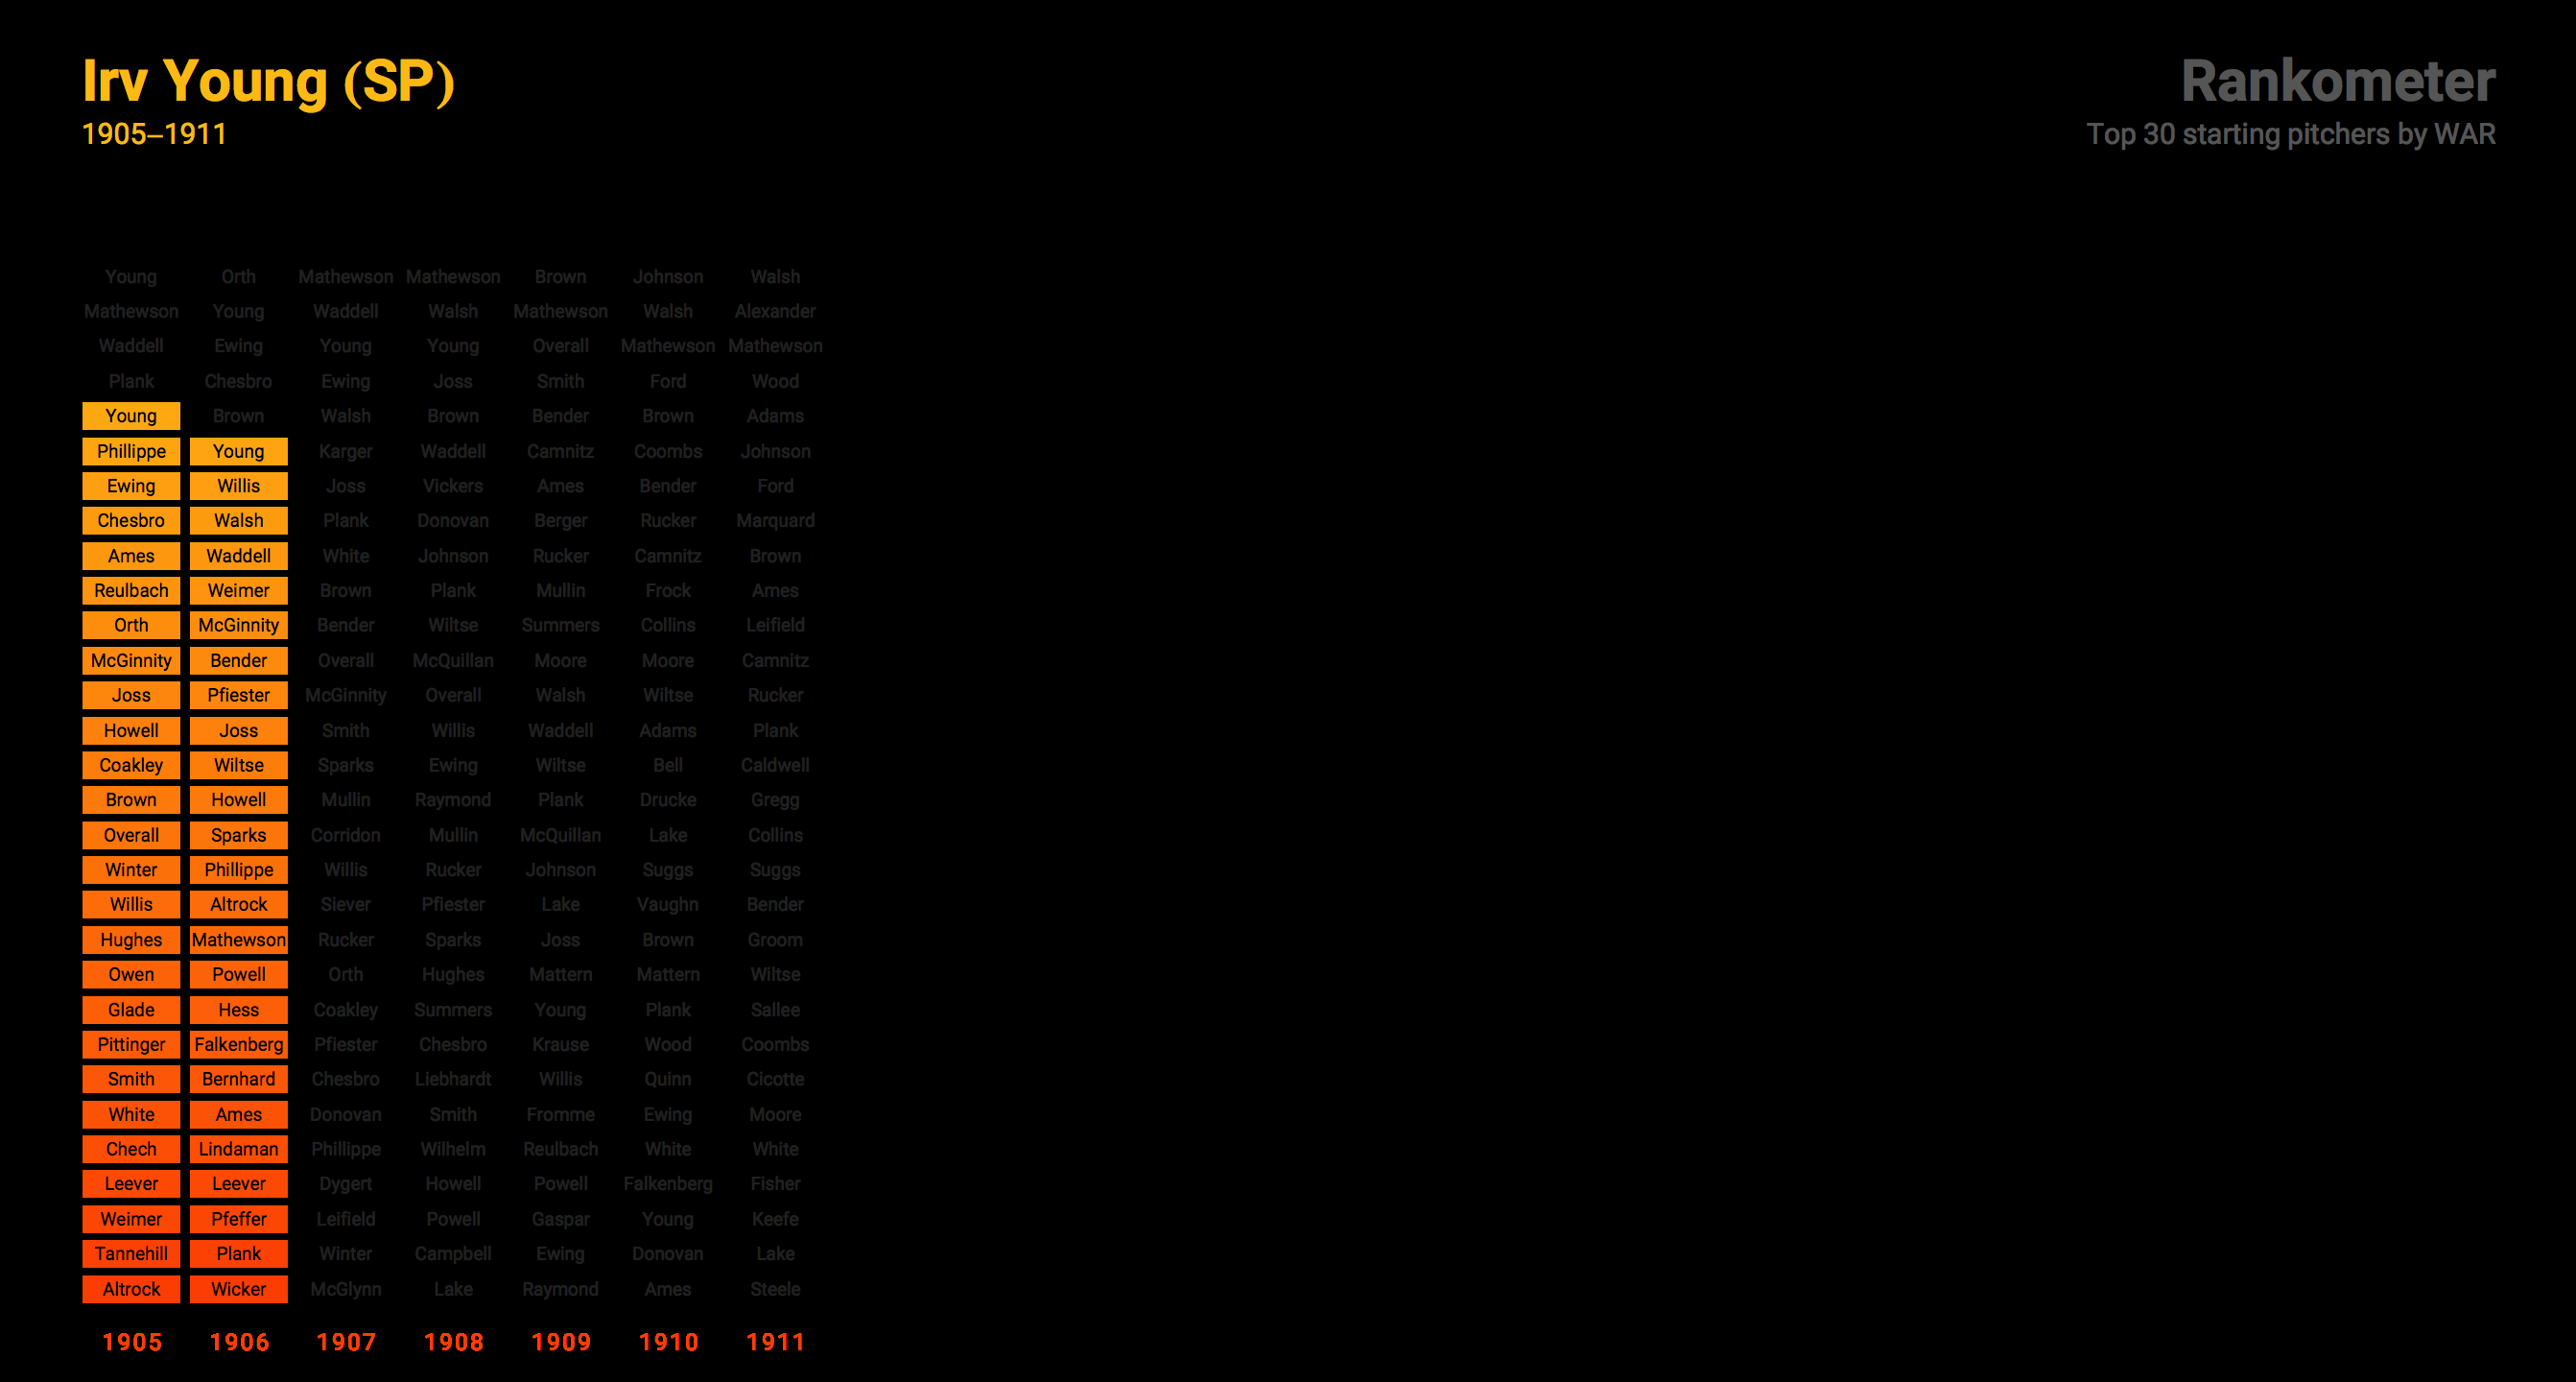 Irv Young (SP)
1905–1911
Rankometer
Top 30 starting pitchers by WAR
Young Orth Mathewson Mathewson Brown Johnson Walsh
Mathewson Young Waddell Walsh Mathewson Walsh Alexander
Waddell Ewing Young Young Overall Mathewson Mathewson
Plank Chesbro Ewing Joss Smith Ford Wood
Young Brown Walsh Brown Bender Brown Adams
Phillippe Young Karger Waddell Camnitz Coombs Johnson
Ewing Willis Joss Vickers Ames Bender Ford
Chesbro Walsh Plank Donovan Berger Rucker Marquard
Ames Waddell White Johnson Rucker Camnitz Brown
Reulbach Weimer Brown Plank Mullin Frock Ames
Orth McGinnity Bender Wiltse Summers Collins Leifield
McGinnity Bender Overall McQuillan Moore Moore Camnitz
Joss Pfiester McGinnity Overall Walsh Wiltse Rucker
Howell Joss Smith Willis Waddell Adams Plank
Coakley Wiltse Sparks Ewing Wiltse Bell Caldwell
Brown Howell Mullin Raymond Plank Drucke Gregg
Overall Sparks Corridon Mullin McQuillan Lake Collins
Winter Phillippe Willis Rucker Johnson Suggs Suggs
Willis Altrock Siever Pfiester Lake Vaughn Bender
Hughes Mathewson Rucker Sparks Joss Brown Groom
Owen Powell Orth Hughes Mattern Mattern Wiltse
Glade Hess Coakley Summers Young Plank Sallee
Pittinger Falkenberg Pfiester Chesbro Krause Wood Coombs
Smith Bernhard Chesbro Liebhardt Willis Quinn Cicotte
White Ames Donovan Smith Fromme Ewing Moore
Chech Lindaman Phillippe Wilhelm Reulbach White White
Leever Leever Dygert Howell Powell Falkenberg Fisher
Weimer Pfeffer Leifield Powell Gaspar Young Keefe
Tannehill Plank Winter Campbell Ewing Donovan Lake
Altrock Wicker McGlynn Lake Raymond Ames Steele
1905 1906 1907 1908 1909 1910 1911